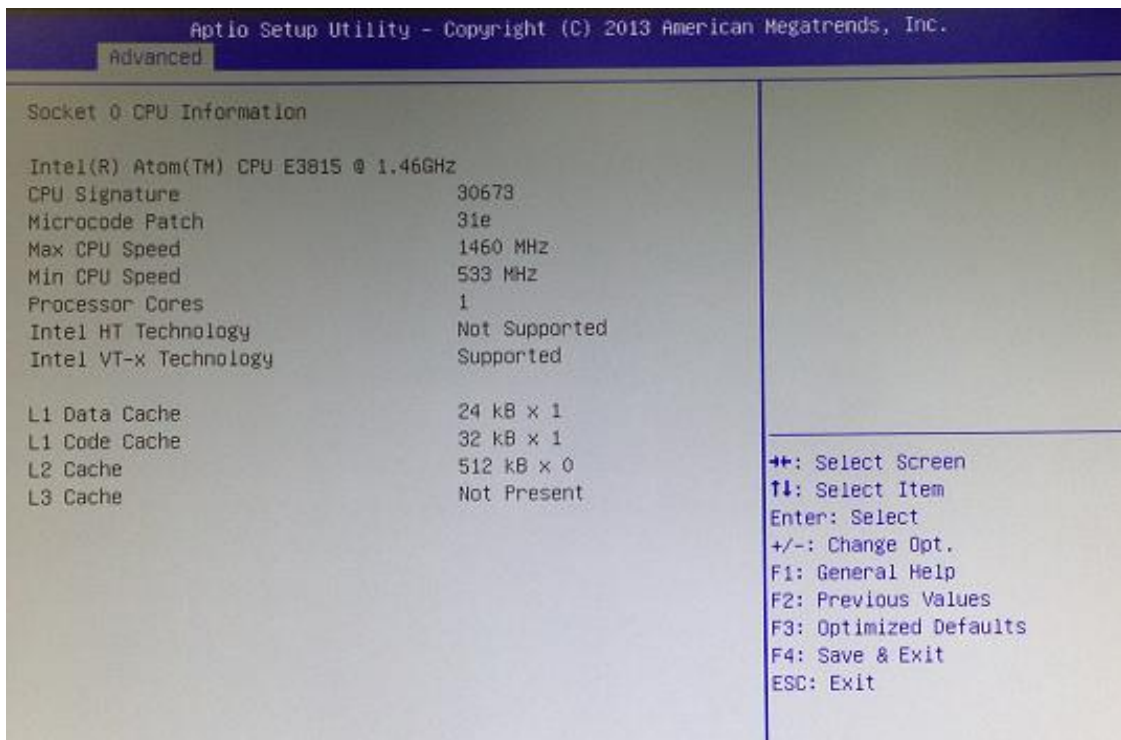 Aptio Setup Utility – Copyright (C) 2013 American Megatrends, Inc.
Advanced
Socket 0 CPU Information
Intel(R) Atom(TM) CPU E3815 @ 1.46GHz
CPU Signature 30673
Microcode Patch 31e
Max CPU Speed 1460 MHz
Min CPU Speed 533 MHz
Processor Cores 1
Intel HT Technology Not Supported
Intel VT-x Technology Supported
L1 Data Cache 24 kB x 1
L1 Code Cache 32 kB x 1
L2 Cache 512 kB x 0
L3 Cache Not Present
→←: Select Screen
↑↓: Select Item
Enter: Select
+/-: Change Opt.
F1: General Help
F2: Previous Values
F3: Optimized Defaults
F4: Save & Exit
ESC: Exit